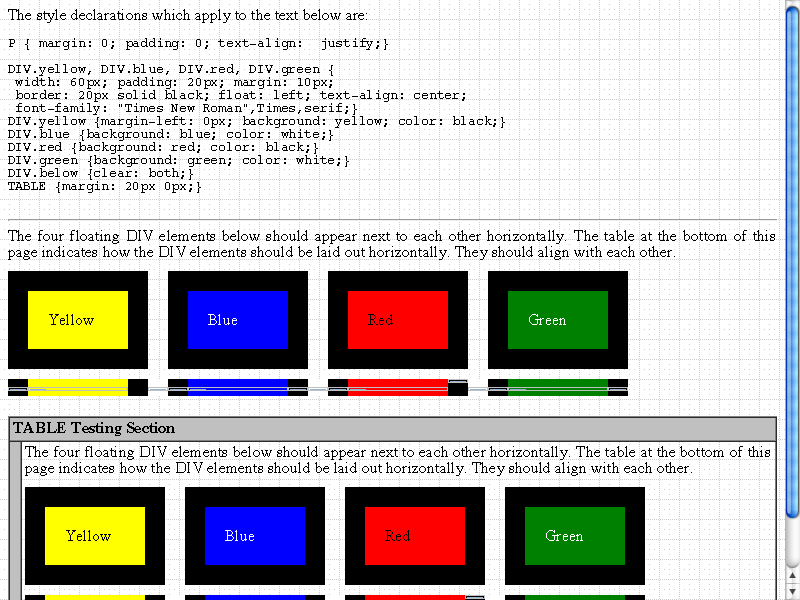 The style declarations which apply to the text below are:
P { margin: 0; padding: 0; text-align:  justify;}
DIV.yellow, DIV.blue, DIV.red, DIV.green {
 width: 60px; padding: 20px; margin: 10px;
 border: 20px solid black; float: left; text-align: center;
 font-family: "Times New Roman",Times,serif;}
DIV.yellow {margin-left: 0px; background: yellow; color: black;}
DIV.blue {background: blue; color: white;}
DIV.red {background: red; color: black;}
DIV.green {background: green; color: white;}
DIV.below {clear: both;}
TABLE {margin: 20px 0px;}
The four floating DIV elements below should appear next to each other horizontally. The table at the bottom of this
page indicates how the DIV elements should be laid out horizontally. They should align with each other.
Yellow Blue Red Green
TABLE Testing Section
The four floating DIV elements below should appear next to each other horizontally. The table at the bottom of this
page indicates how the DIV elements should be laid out horizontally. They should align with each other.
Yellow Blue Red Green